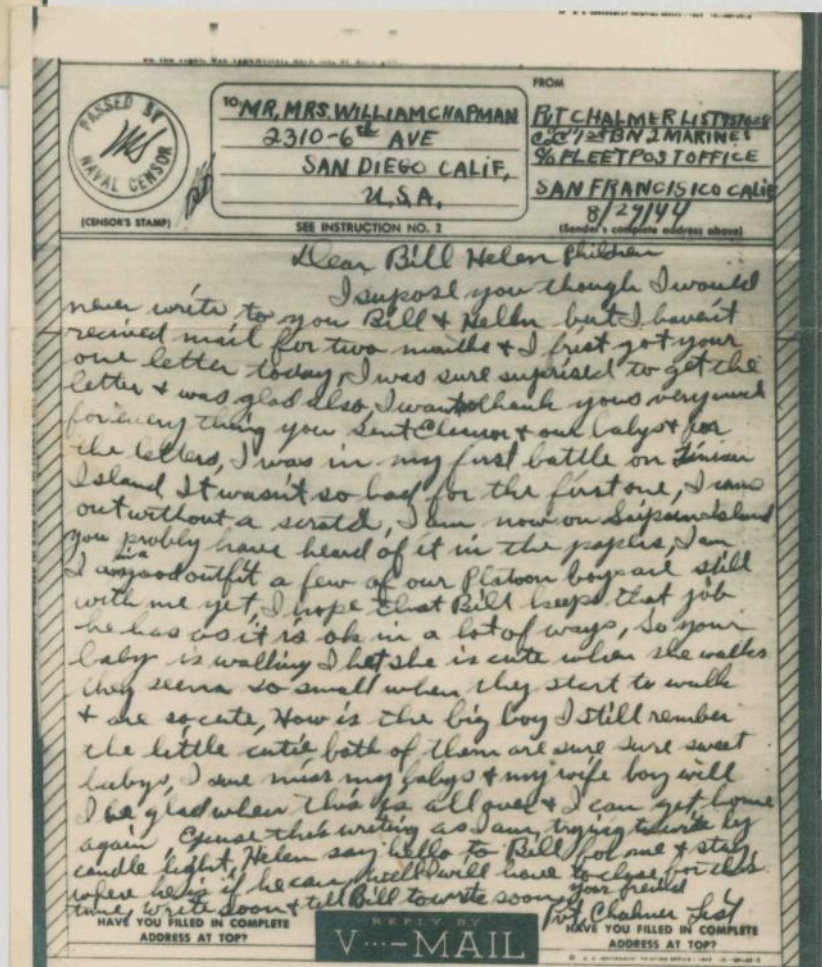 FROM
PASSED BY
NAVAL CENSOR
(CENSOR'S STAMP)
TO MR, MRS. WILLIAM CHAPMAN
2310-6th AVE
SAN DIEGO CALIF,
U.S.A.
SEE INSTRUCTION NO. 2
PVT CHALMER LIST
"C" 1st BN 2 MARINES
c/o FLEET POST OFFICE
SAN FRANCISICO CALIF
8/29/44
(Sender's complete address above)
Dear Bill Helen Children
I supose you though I would
never write to you Bill & Helen but I haven't
recived mail for two months & I frist got your
one letter today, I was sure suprised to get the
letter & was glad also, I want to thank yous very much
for every thing you sent Elenor & our babys & for
the letters, I was in my first battle on Tinian
Island It wasn't so bad for the first one, I came
out without a scratch, I am now on Saipan island
you probly have heard of it in the papers, I am
I am in a good outfit a few of our Platoon boys are still
with me yet, I hope that Bill keeps that job
he has as it is ok in a lot of ways, So your
baby is walking I bet she is cute when she walks
they seem so small when they start to walk
& are so cute, How is the big boy I still rember
the little cutie, both of them are sure sure sweet
babys, I sure miss my babys & my wife boy will
I be glad when this is all over & I can get home
again, Excuse this writing as I am trying to write by
candle light, Helen say hello to Bill for me & stay
where he is if he can, Well I will have to close for this
time, write soon & tell Bill to write soon, your friend
Pvt. Chalmer List
HAVE YOU FILLED IN COMPLETE
ADDRESS AT TOP?
REPLY BY
V···—MAIL
HAVE YOU FILLED IN COMPLETE
ADDRESS AT TOP?